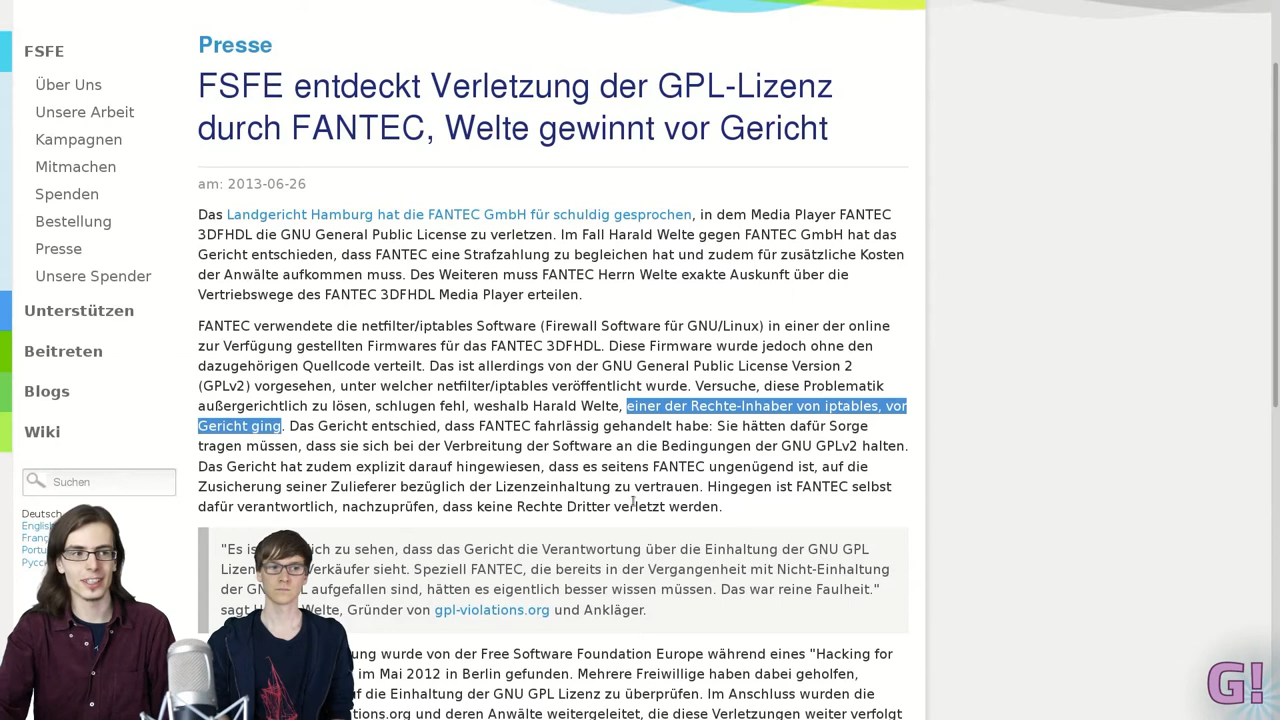 FSFE
Über Uns
Unsere Arbeit
Kampagnen
Mitmachen
Spenden
Bestellung
Presse
Unsere Spender
Unterstützen
Beitreten
Blogs
Wiki
Suchen
Deutsch
English
Presse
FSFE entdeckt Verletzung der GPL-Lizenz
durch FANTEC, Welte gewinnt vor Gericht
am: 2013-06-26
Das Landgericht Hamburg hat die FANTEC GmbH für schuldig gesprochen, in dem Media Player FANTEC
3DFHDL die GNU General Public License zu verletzen. Im Fall Harald Welte gegen FANTEC GmbH hat das
Gericht entschieden, dass FANTEC eine Strafzahlung zu begleichen hat und zudem für zusätzliche Kosten
der Anwälte aufkommen muss. Des Weiteren muss FANTEC Herrn Welte exakte Auskunft über die
Vertriebswege des FANTEC 3DFHDL Media Player erteilen.
FANTEC verwendete die netfilter/iptables Software (Firewall Software für GNU/Linux) in einer der online
zur Verfügung gestellten Firmwares für das FANTEC 3DFHDL. Diese Firmware wurde jedoch ohne den
dazugehörigen Quellcode verteilt. Das ist allerdings von der GNU General Public License Version 2
(GPLv2) vorgesehen, unter welcher netfilter/iptables veröffentlicht wurde. Versuche, diese Problematik
außergerichtlich zu lösen, schlugen fehl, weshalb Harald Welte, einer der Rechte-Inhaber von iptables, vor
Gericht ging. Das Gericht entschied, dass FANTEC fahrlässig gehandelt habe: Sie hätten dafür Sorge
tragen müssen, dass sie sich bei der Verbreitung der Software an die Bedingungen der GNU GPLv2 halten.
Das Gericht hat zudem explizit darauf hingewiesen, dass es seitens FANTEC ungenügend ist, auf die
Zusicherung seiner Zulieferer bezüglich der Lizenzeinhaltung zu vertrauen. Hingegen ist FANTEC selbst
dafür verantwortlich, nachzuprüfen, dass keine Rechte Dritter verletzt werden.
"Es is ich zu sehen, dass das Gericht die Verantwortung über die Einhaltung der GNU GPL
Lizen Verkäufer sieht. Speziell FANTEC, die bereits in der Vergangenheit mit Nicht-Einhaltung
der GN L aufgefallen sind, hätten es eigentlich besser wissen müssen. Das war reine Faulheit."
sagt H Welte, Gründer von gpl-violations.org und Ankläger.
ung wurde von der Free Software Foundation Europe während eines "Hacking for
im Mai 2012 in Berlin gefunden. Mehrere Freiwillige haben dabei geholfen,
f die Einhaltung der GNU GPL Lizenz zu überprüfen. Im Anschluss wurden die
tions.org und deren Anwälte weitergeleitet, die diese Verletzungen weiter verfolgt
G!